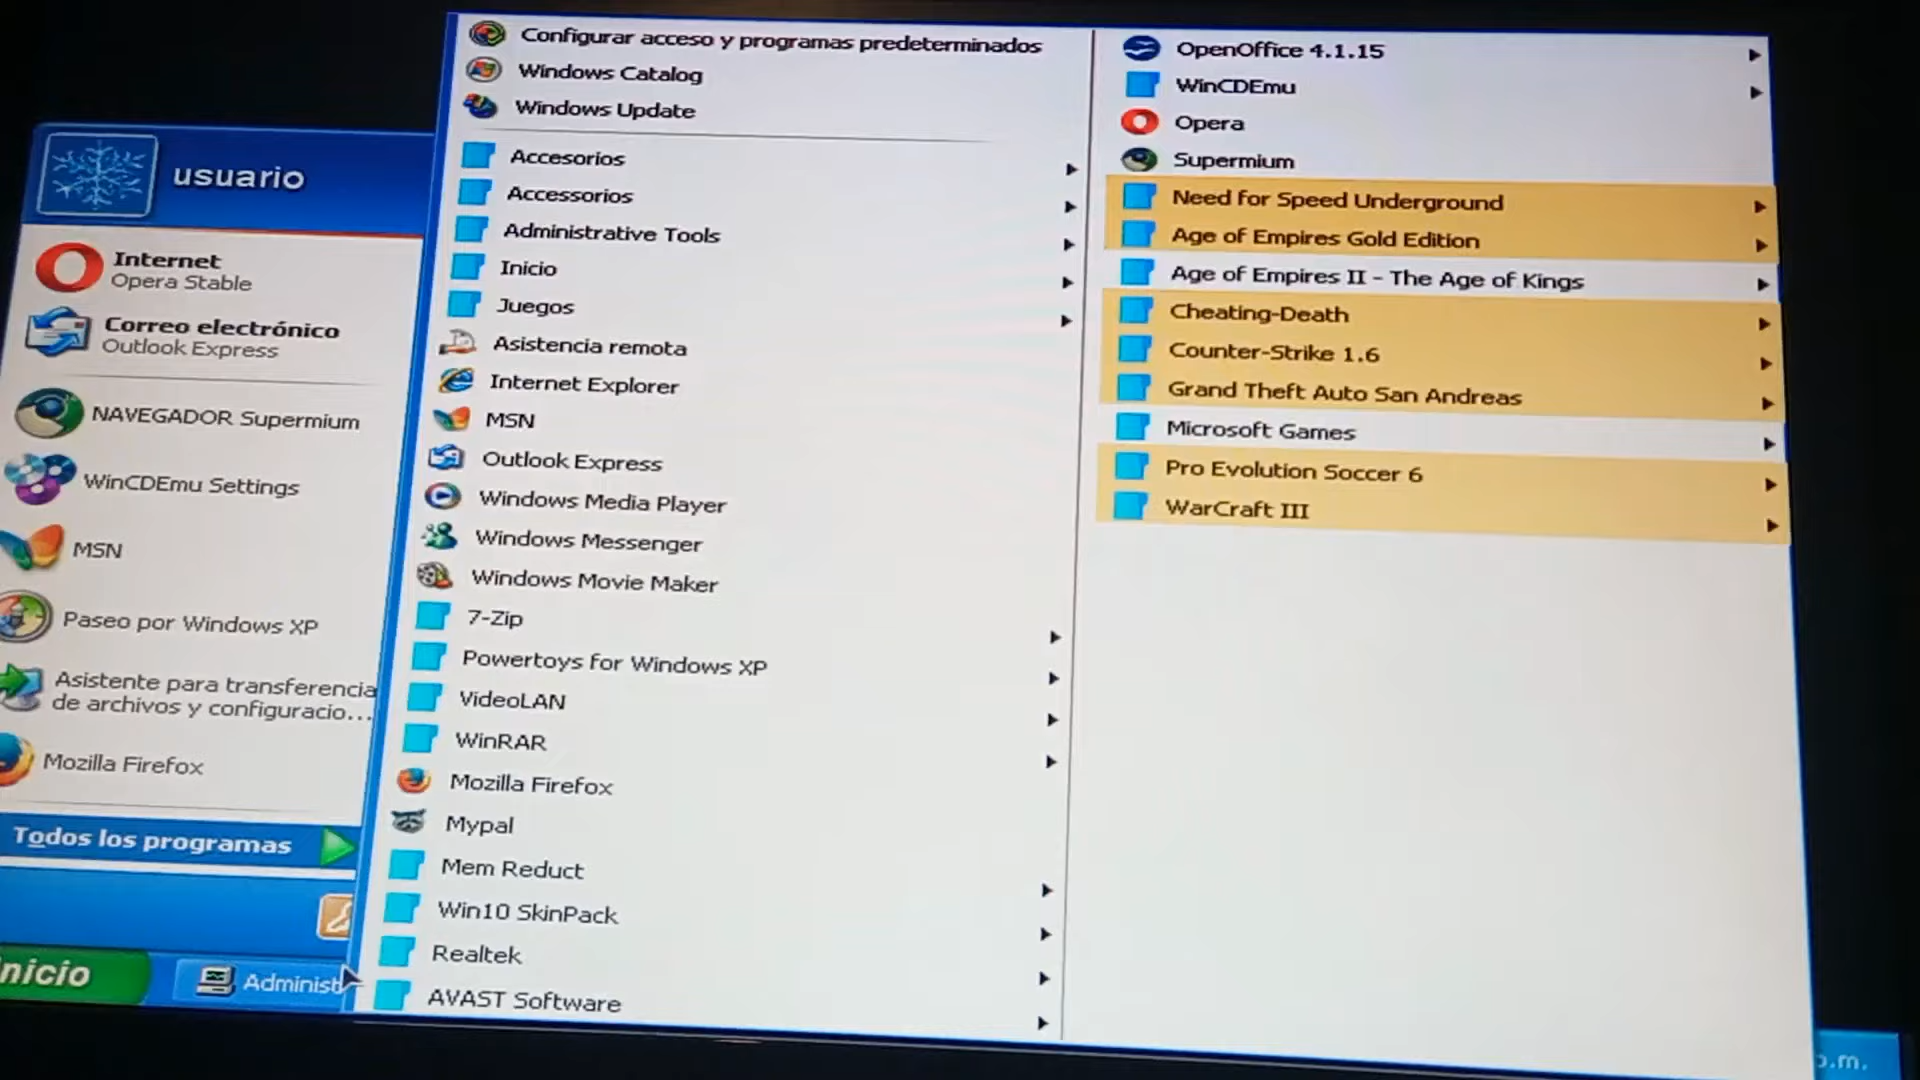 usuario
Internet
Opera Stable
Correo electrónico
Outlook Express
NAVEGADOR Supermium
WinCDEmu Settings
MSN
Paseo por Windows XP
Asistente para transferencia
de archivos y configuracio...
Mozilla Firefox
Todos los programas
nicio
Administ
Configurar acceso y programas predeterminados
Windows Catalog
Windows Update
Accesorios
Accessorios
Administrative Tools
Inicio
Juegos
Asistencia remota
Internet Explorer
MSN
Outlook Express
Windows Media Player
Windows Messenger
Windows Movie Maker
7-Zip
Powertoys for Windows XP
VideoLAN
WinRAR
Mozilla Firefox
Mypal
Mem Reduct
Win10 SkinPack
Realtek
AVAST Software
OpenOffice 4.1.15
WinCDEmu
Opera
Supermium
Need for Speed Underground
Age of Empires Gold Edition
Age of Empires II - The Age of Kings
Cheating-Death
Counter-Strike 1.6
Grand Theft Auto San Andreas
Microsoft Games
Pro Evolution Soccer 6
WarCraft III
p.m.